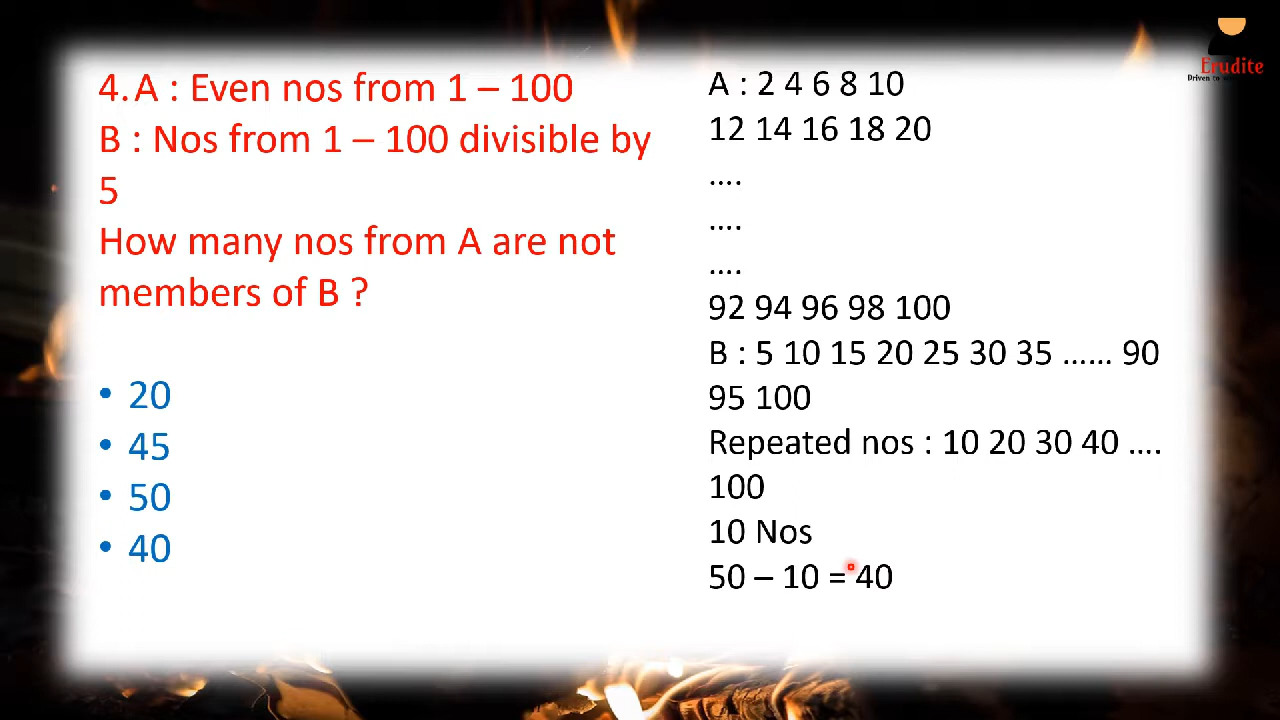 4. A : Even nos from 1 – 100
B : Nos from 1 – 100 divisible by
5
How many nos from A are not
members of B ?
• 20
• 45
• 50
• 40
A : 2 4 6 8 10
12 14 16 18 20
....
....
....
92 94 96 98 100
B : 5 10 15 20 25 30 35 ...... 90
95 100
Repeated nos : 10 20 30 40 ....
100
10 Nos
50 – 10 = 40
Erudite
Driven to